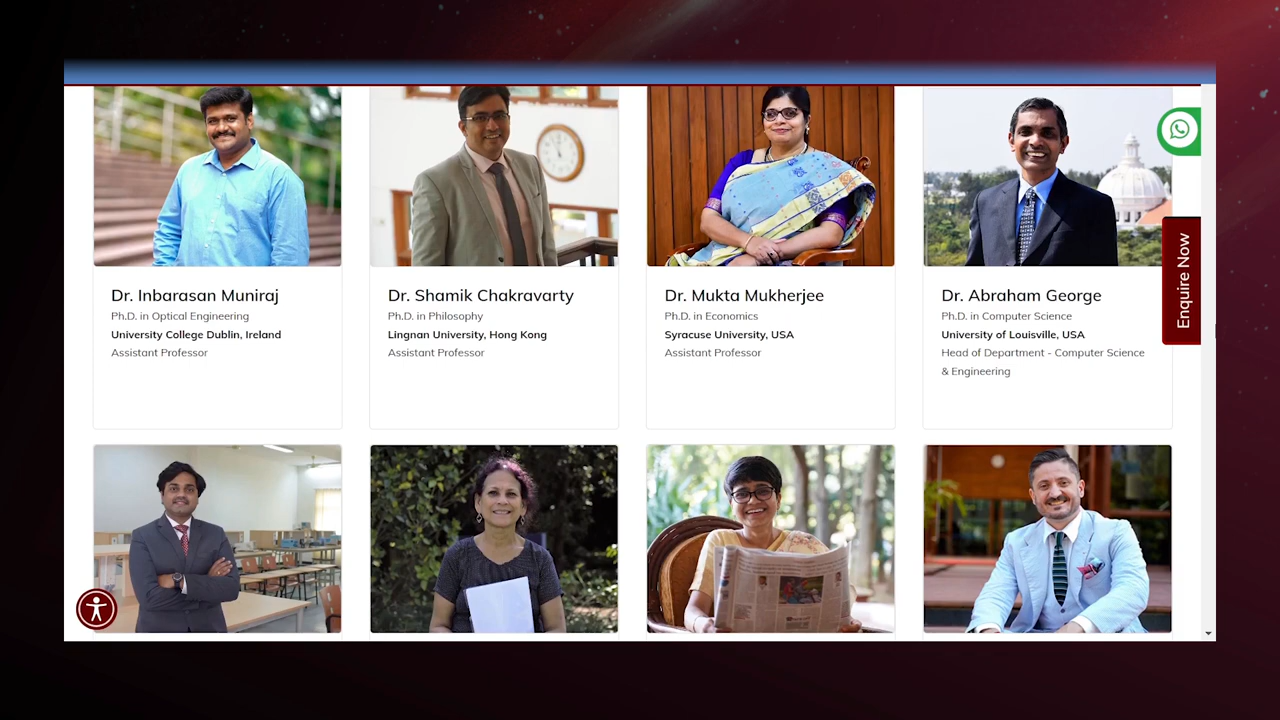 Dr. Inbarasan Muniraj
Ph.D. in Optical Engineering
University College Dublin, Ireland
Assistant Professor
Dr. Shamik Chakravarty
Ph.D. in Philosophy
Lingnan University, Hong Kong
Assistant Professor
Dr. Mukta Mukherjee
Ph.D. in Economics
Syracuse University, USA
Assistant Professor
Dr. Abraham George
Ph.D. in Computer Science
University of Louisville, USA
Head of Department - Computer Science
& Engineering
Enquire Now